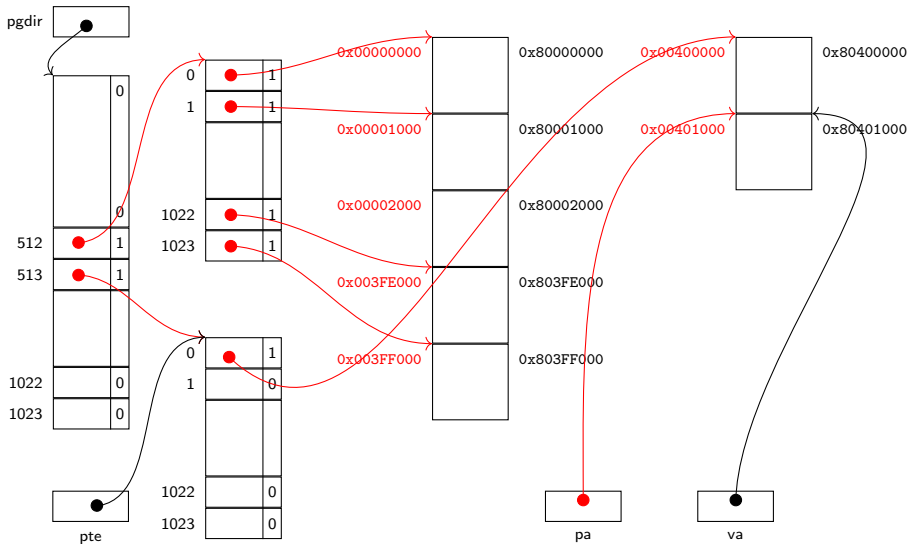 pgdir
0
0
512 1
513 1
1022 0
1023 0
pte
0 1
1 1
1022 1
1023 1
0 1
1 0
1022 0
1023 0
0x00000000 0x80000000
0x00001000 0x80001000
0x00002000 0x80002000
0x003FE000 0x803FE000
0x003FF000 0x803FF000
0x00400000 0x80400000
0x00401000 0x80401000
pa
va